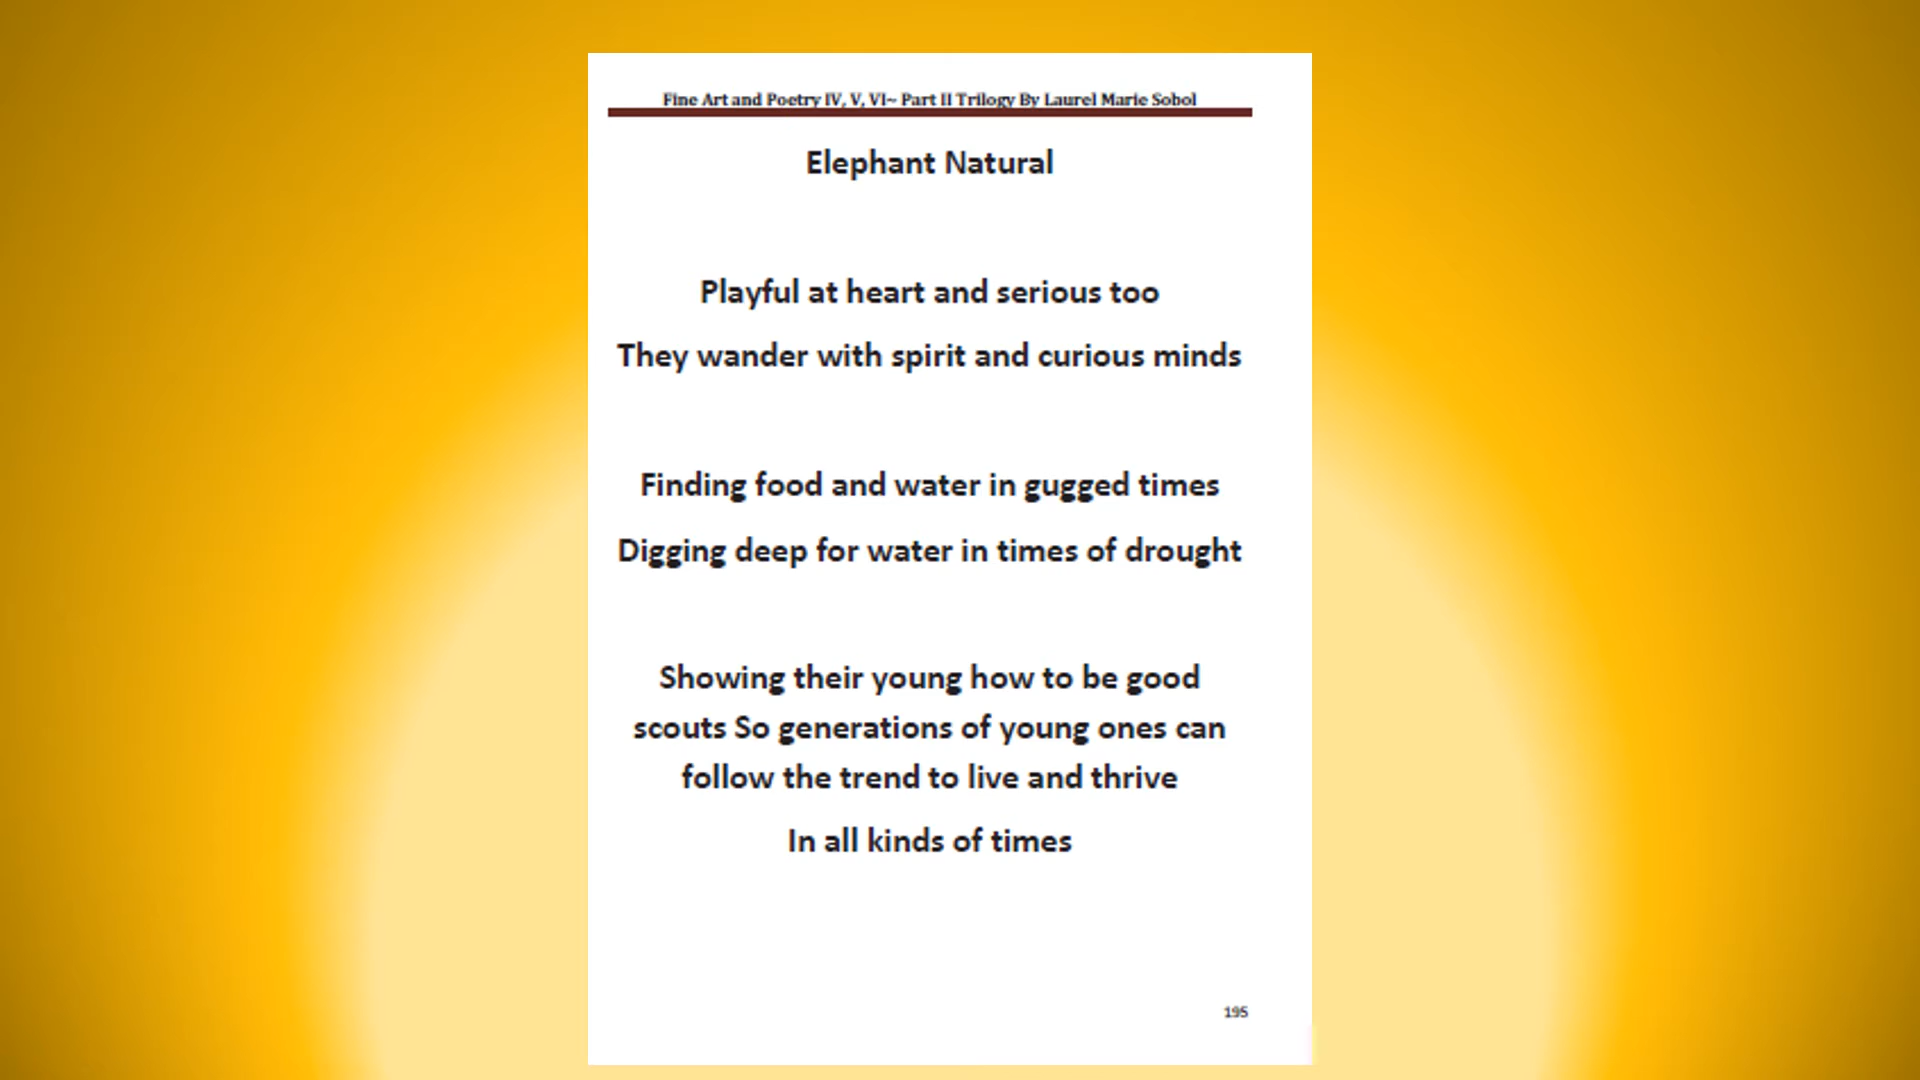 Fine Art and Poetry IV, V, VI~ Part II Trilogy By Laurel Marie Sobol
Elephant Natural
Playful at heart and serious too
They wander with spirit and curious minds
Finding food and water in gugged times
Digging deep for water in times of drought
Showing their young how to be good
scouts So generations of young ones can
follow the trend to live and thrive
In all kinds of times
195